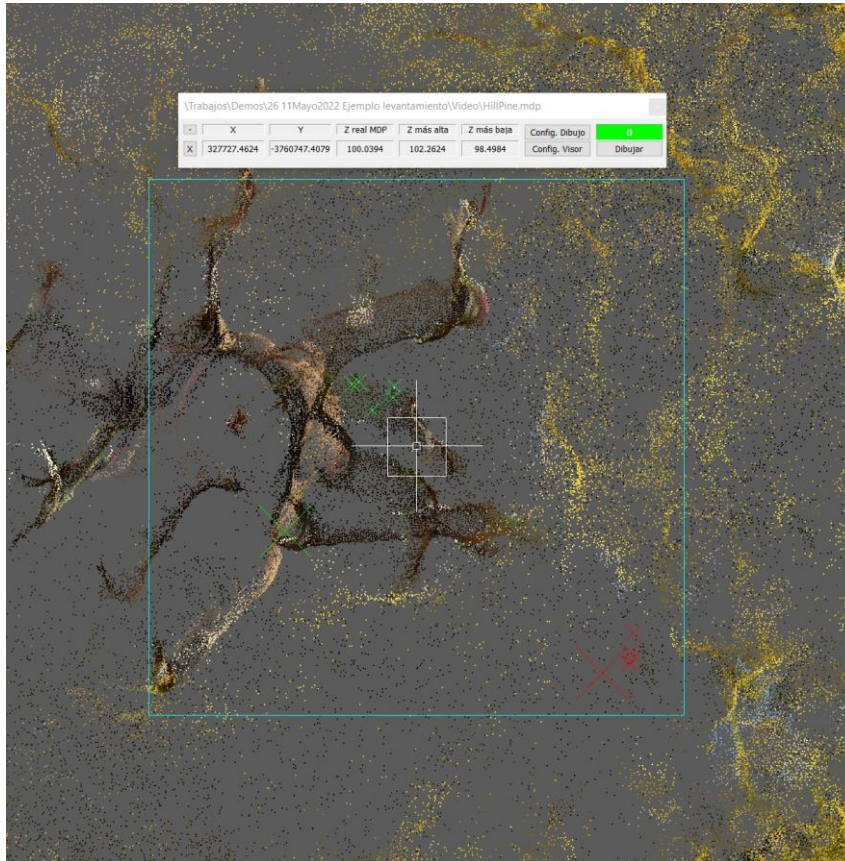 \Trabajos\Demos\26 11Mayo2022 Ejemplo levantamiento\Video\HillPine.mdp
- X Y Z real MDP Z más alta Z más baja Config. Dibujo 0
X 327727.4624 -3760747.4079 100.0394 102.2624 98.4984 Config. Visor Dibujar